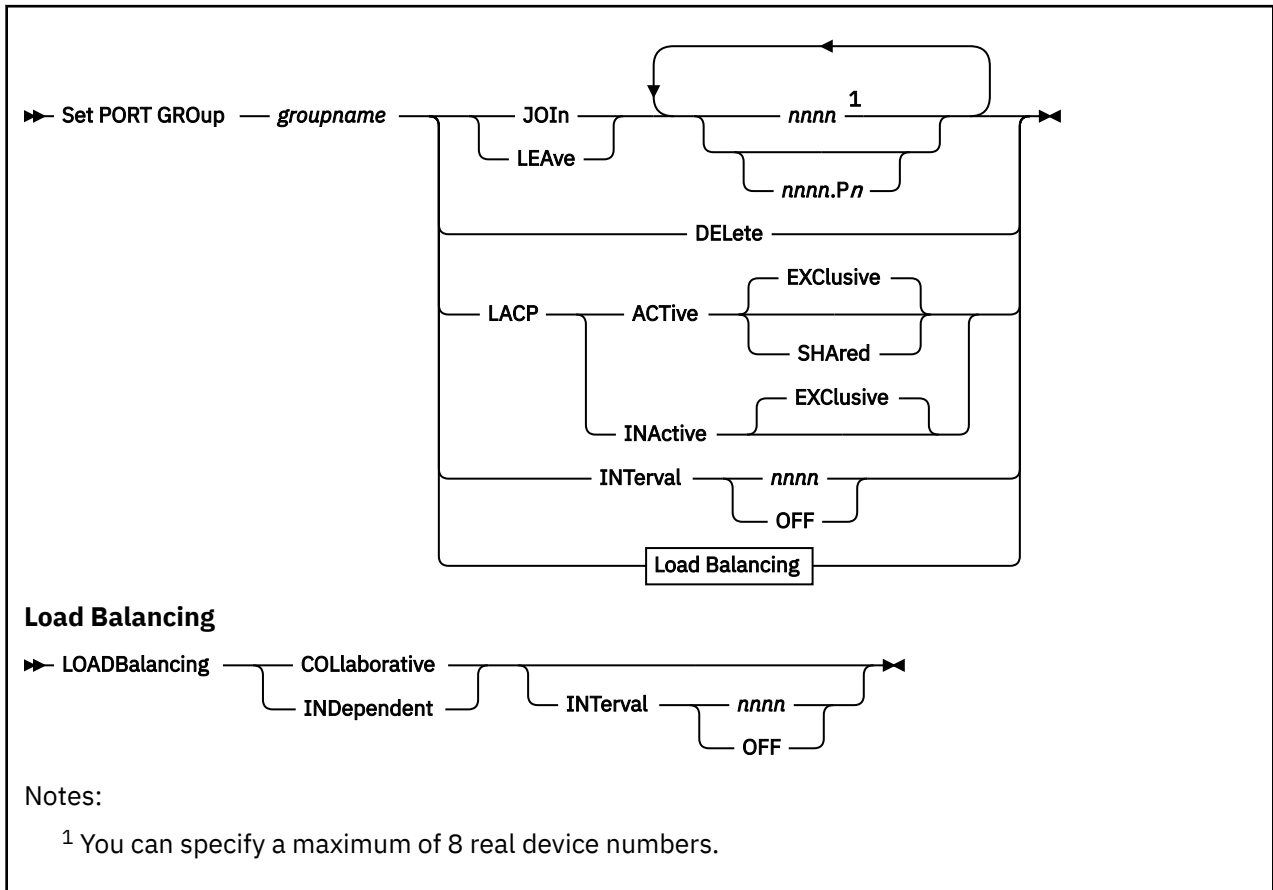 Set PORT GROup groupname JOIn nnnn 1
LEAve
nnnn.Pn
DELete
EXClusive
LACP ACTive
SHAred
EXClusive
INActive
INTerval nnnn
OFF
Load Balancing
Load Balancing
LOADBalancing COLlaborative
INDependent INTerval nnnn
OFF
Notes:
1 You can specify a maximum of 8 real device numbers.